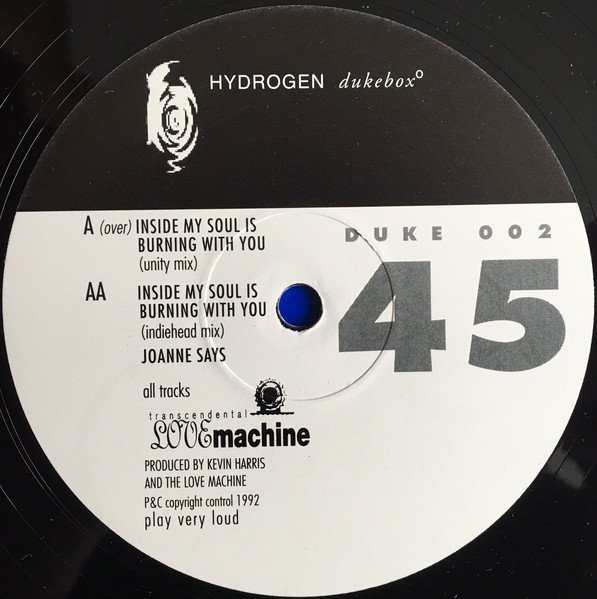 HYDROGEN dukebox°
DUKE 002
45
A (over) INSIDE MY SOUL IS
BURNING WITH YOU
(unity mix)
AA INSIDE MY SOUL IS
BURNING WITH YOU
(indiehead mix)
JOANNE SAYS
all tracks
transcendental
LOVEmachine
PRODUCED BY KEVIN HARRIS
AND THE LOVE MACHINE
P&C copyright control 1992
play very loud